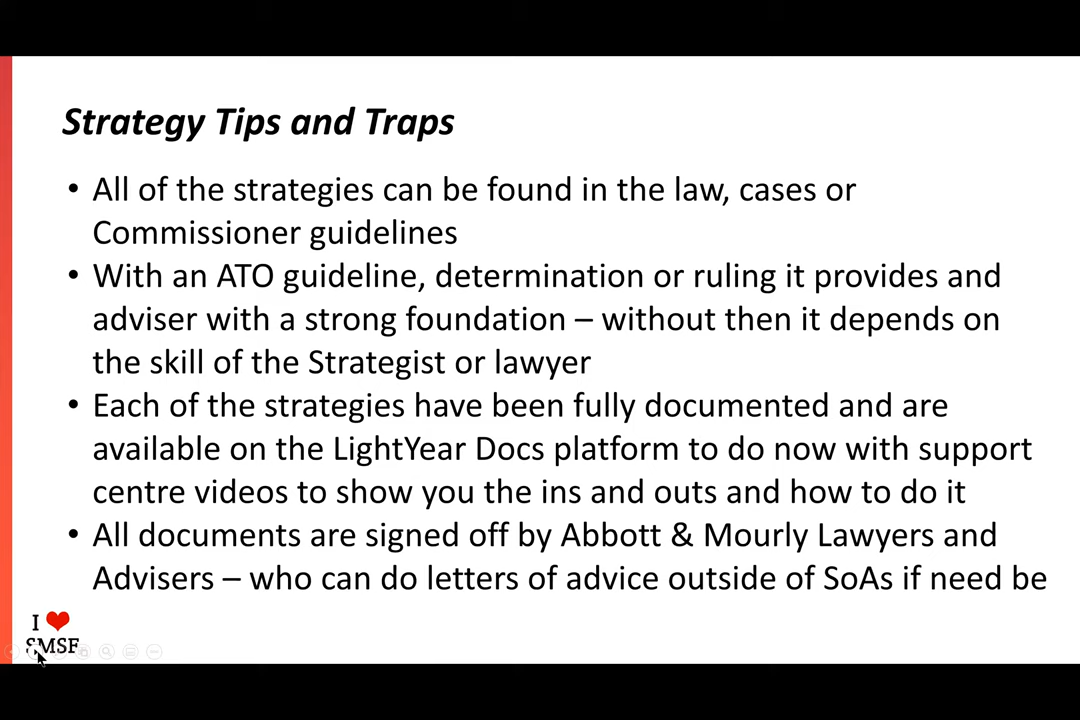 Strategy Tips and Traps
• All of the strategies can be found in the law, cases or
Commissioner guidelines
• With an ATO guideline, determination or ruling it provides and
adviser with a strong foundation – without then it depends on
the skill of the Strategist or lawyer
• Each of the strategies have been fully documented and are
available on the LightYear Docs platform to do now with support
centre videos to show you the ins and outs and how to do it
• All documents are signed off by Abbott & Mourly Lawyers and
Advisers – who can do letters of advice outside of SoAs if need be
I ❤
SMSF